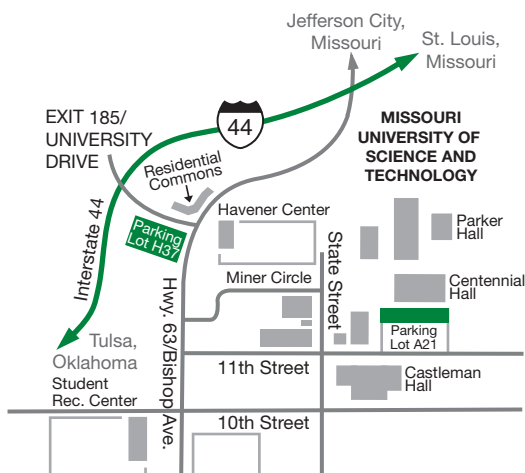 Jefferson City,
Missouri
St. Louis,
Missouri
EXIT 185/
UNIVERSITY
DRIVE
44
MISSOURI
UNIVERSITY OF
SCIENCE AND
TECHNOLOGY
Residential
Commons
Interstate 44
Parking
Lot H37
Havener Center
Parker
Hall
State Street
Miner Circle
Centennial
Hall
Hwy. 63/Bishop Ave.
Parking
Lot A21
Tulsa,
Oklahoma
11th Street
Student
Rec. Center
Castleman
Hall
10th Street